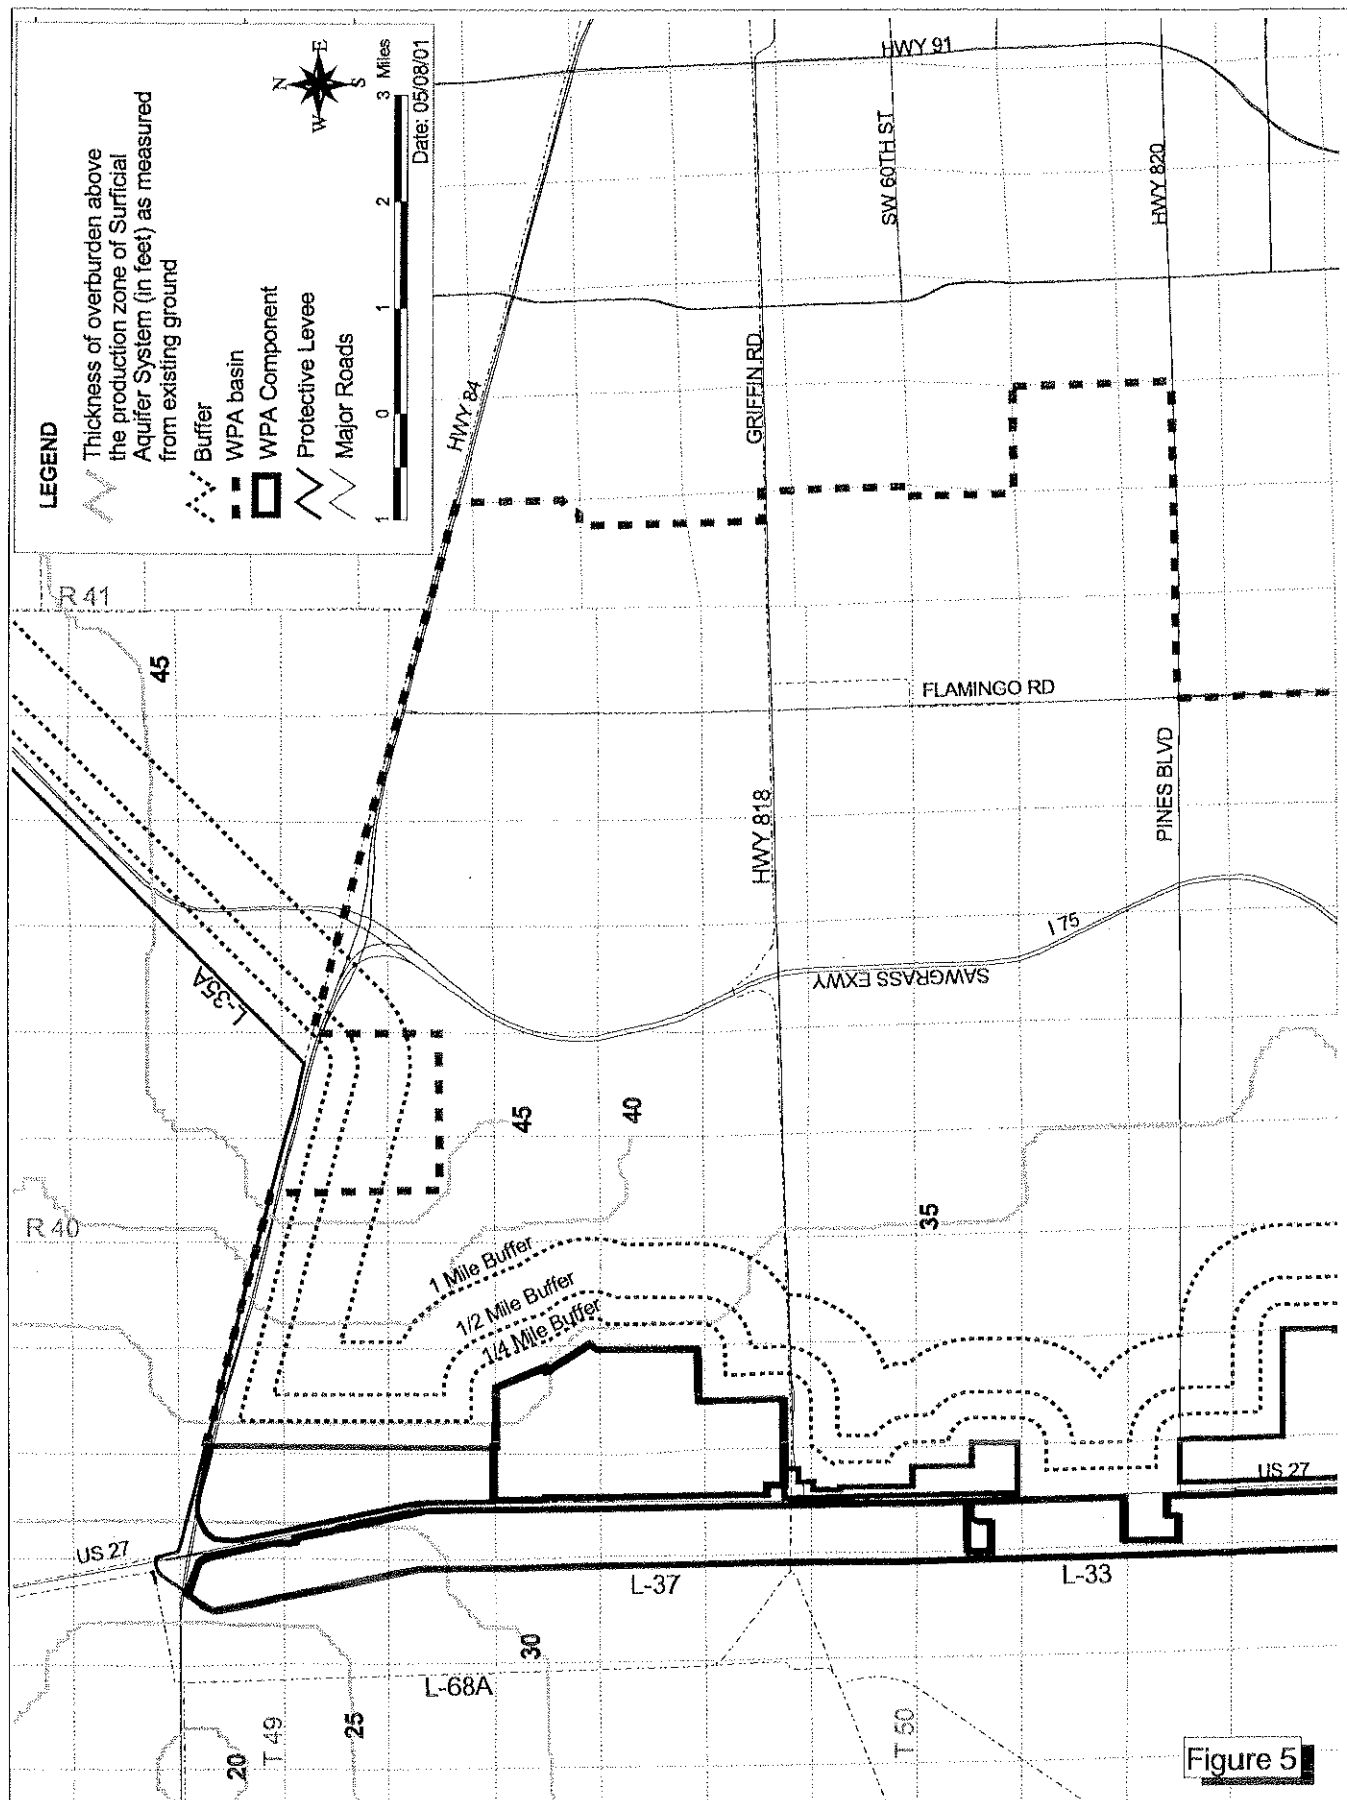 LEGEND
Thickness of overburden above
the production zone of Surficial
Aquifer System (in feet) as measured
from existing ground
Buffer
WPA basin
WPA Component
Protective Levee
Major Roads
N
E
S
W
1 0 1 2 3 Miles
Date: 05/08/01
HWY 91
HWY 84
GRIFFIN RD
SW 60TH ST
HWY 820
R 41
45
FLAMINGO RD
HWY 818
PINES BLVD
I 75
SAWGRASS EXWY
L-35A
45
40
35
R 40
1 Mile Buffer
1/2 Mile Buffer
1/4 Mile Buffer
US 27
US 27
L-37
L-33
30
L-68A
25
20
T 49
T 50
Figure 5